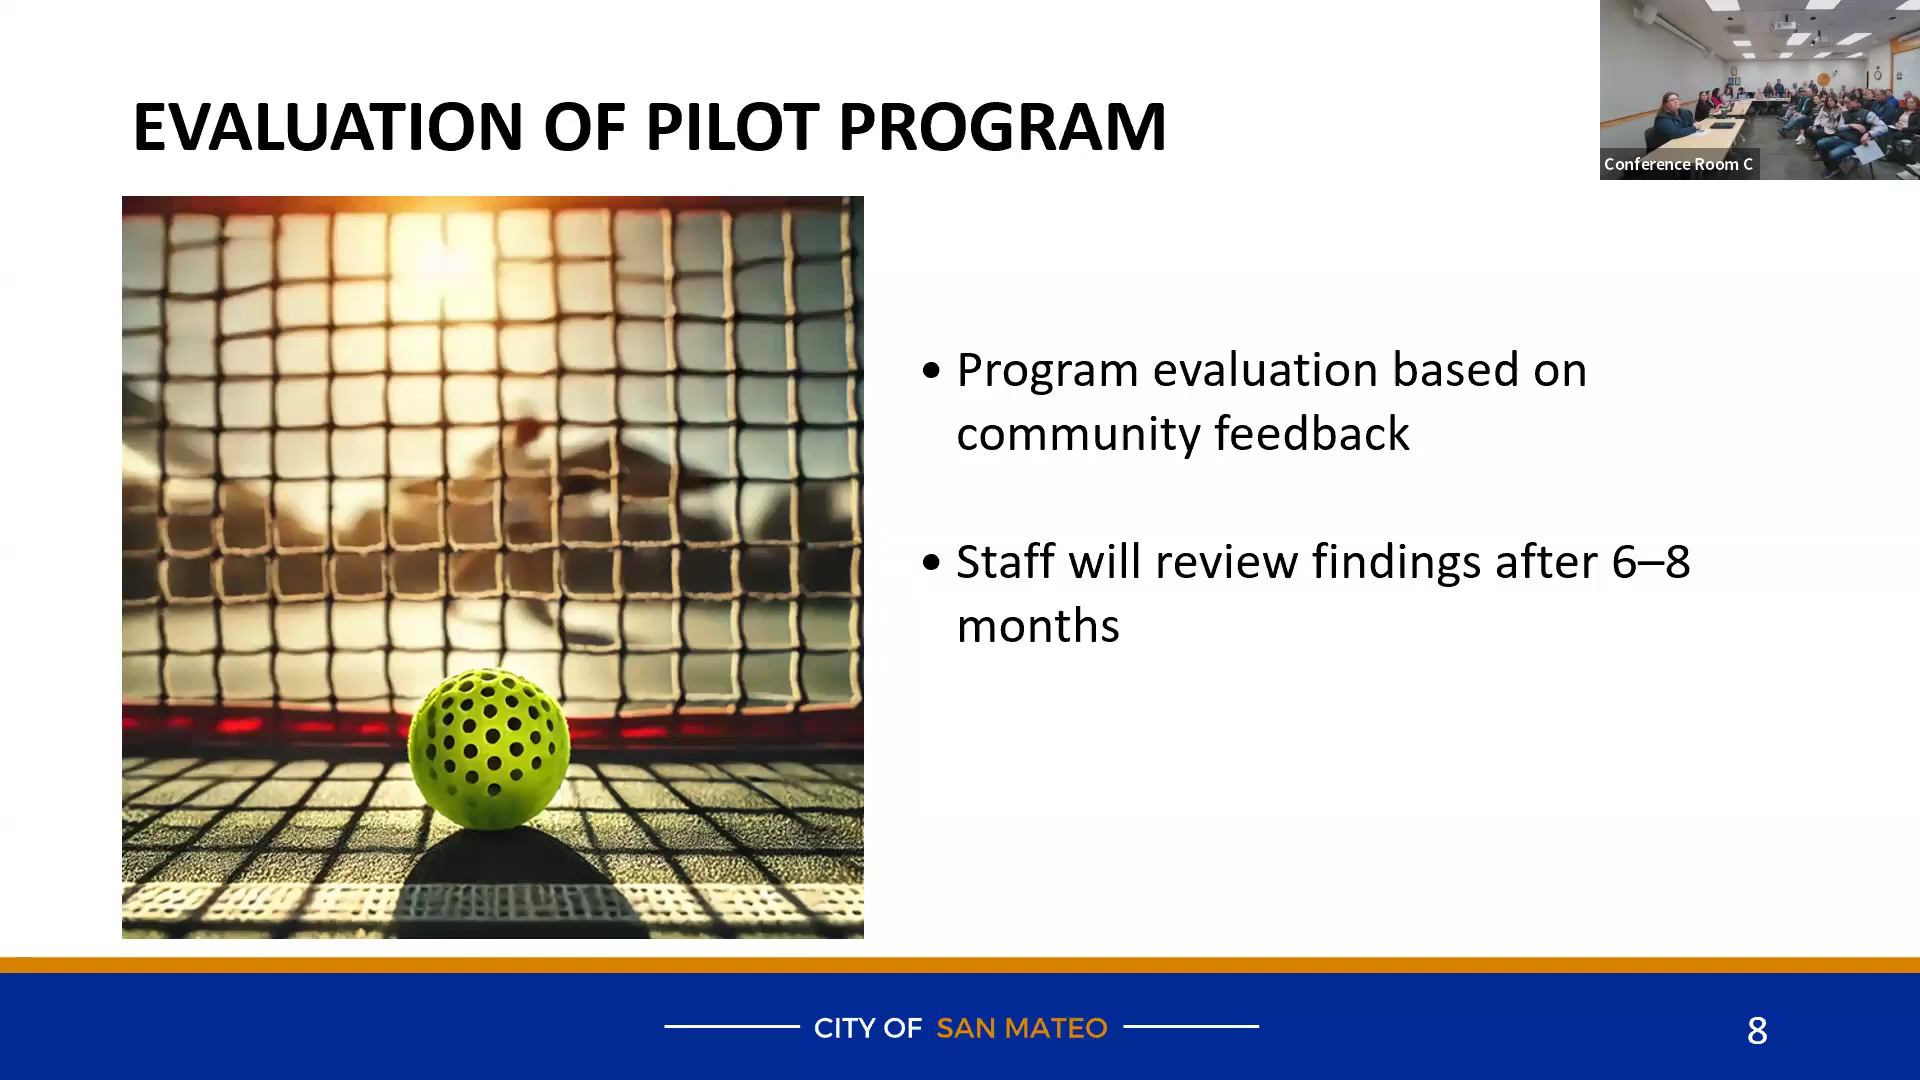 EVALUATION OF PILOT PROGRAM
Conference Room C
• Program evaluation based on
community feedback
• Staff will review findings after 6–8
months
CITY OF SAN MATEO
8